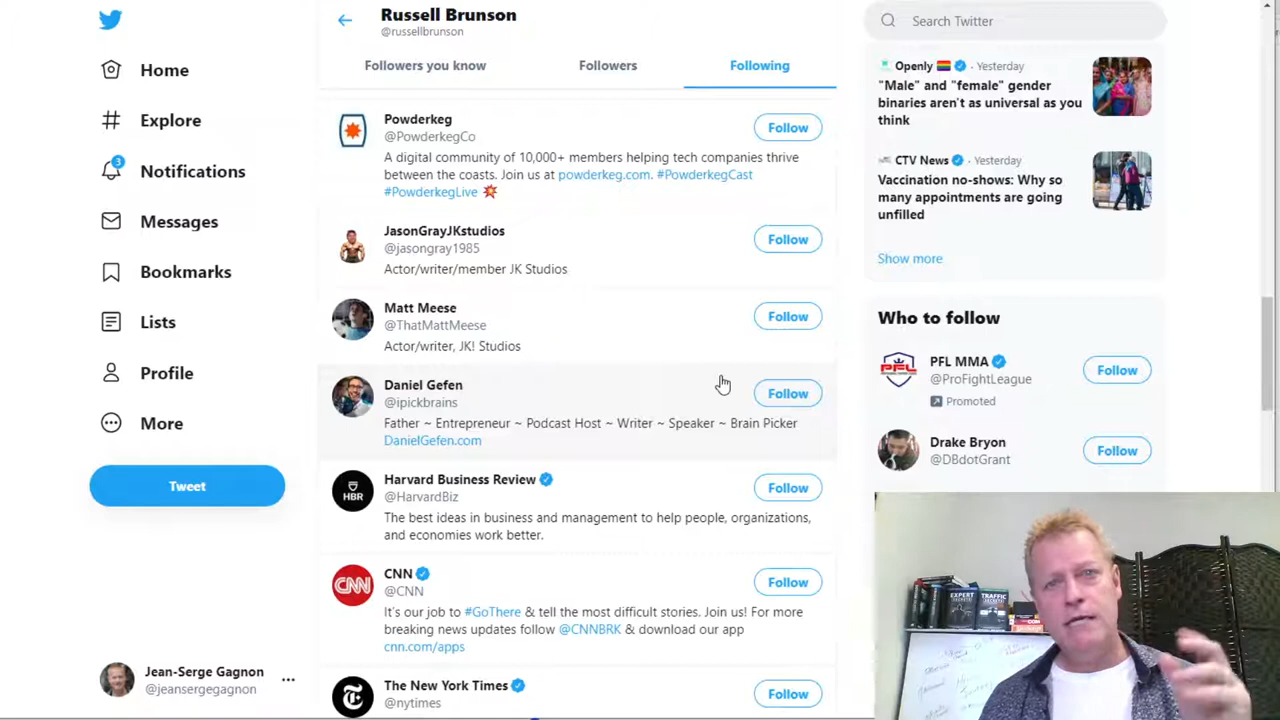 Russell Brunson
@russellbrunson
Followers you know
Followers
Following
Home
Explore
3
Notifications
Messages
Bookmarks
Lists
Profile
More
Tweet
Jean-Serge Gagnon
@jeansergegagnon
Powderkeg
@PowderkegCo
Follow
A digital community of 10,000+ members helping tech companies thrive
between the coasts. Join us at powderkeg.com. #PowderkegCast
#PowderkegLive
JasonGrayJKstudios
@jasongray1985
Follow
Actor/writer/member JK Studios
Matt Meese
@ThatMattMeese
Follow
Actor/writer, JK! Studios
Daniel Gefen
@ipickbrains
Follow
Father ~ Entrepreneur ~ Podcast Host ~ Writer ~ Speaker ~ Brain Picker
DanielGefen.com
HBR
Harvard Business Review
@HarvardBiz
Follow
The best ideas in business and management to help people, organizations,
and economies work better.
CNN
CNN
@CNN
Follow
It's our job to #GoThere & tell the most difficult stories. Join us! For more
breaking news updates follow @CNNBRK & download our app
cnn.com/apps
The New York Times
@nytimes
Follow
Search Twitter
Openly · Yesterday
"Male" and "female" gender
binaries aren't as universal as you
think
CTV News · Yesterday
Vaccination no-shows: Why so
many appointments are going
unfilled
Show more
Who to follow
PFL
PFL MMA
@ProFightLeague
Follow
Promoted
Drake Bryon
@DBdotGrant
Follow
EXPERT
SECRETS
TRAFFIC
SECRETS